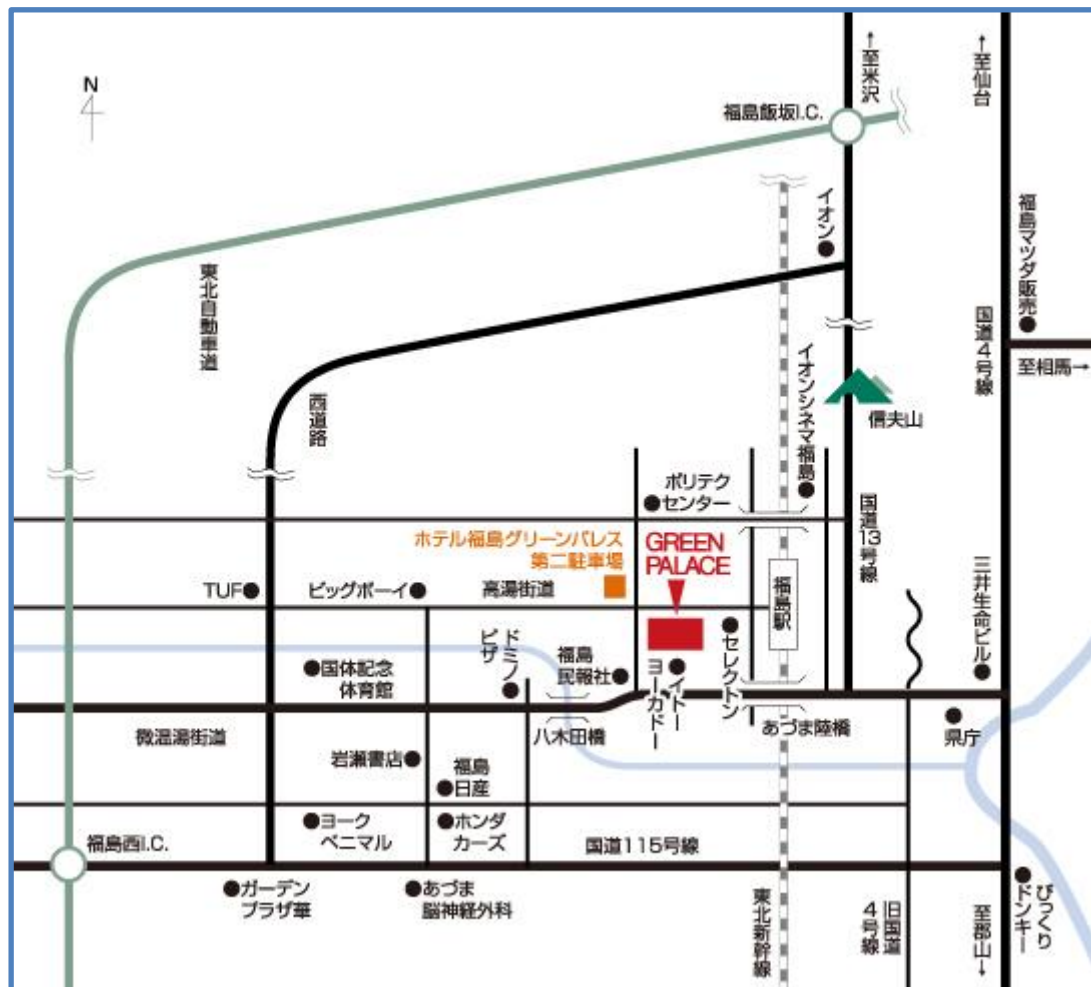 N
↑至米沢
↑至仙台
福島飯坂I.C.
イオン
福島マツダ販売
東北自動車道
国道4号線
至相馬→
イオンシネマ福島
西道路
信夫山
ポリテク
センター
国道13号線
ホテル福島グリーンパレス
第二駐車場
GREEN
PALACE
TUF
ビッグボーイ
高湯街道
福島駅
三井生命ビル
ドミノ
ピザ
福島
民報社
セレクトン
イトー
ヨーカドー
国体記念
体育館
微温湯街道
八木田橋
あづま陸橋
県庁
岩瀬書店
福島
日産
ヨーク
ベニマル
ホンダ
カーズ
福島西I.C.
国道115号線
ガーデン
プラザ華
あづま
脳神経外科
東北新幹線
旧国道
4号線
至郡山→
びっくり
ドンキー